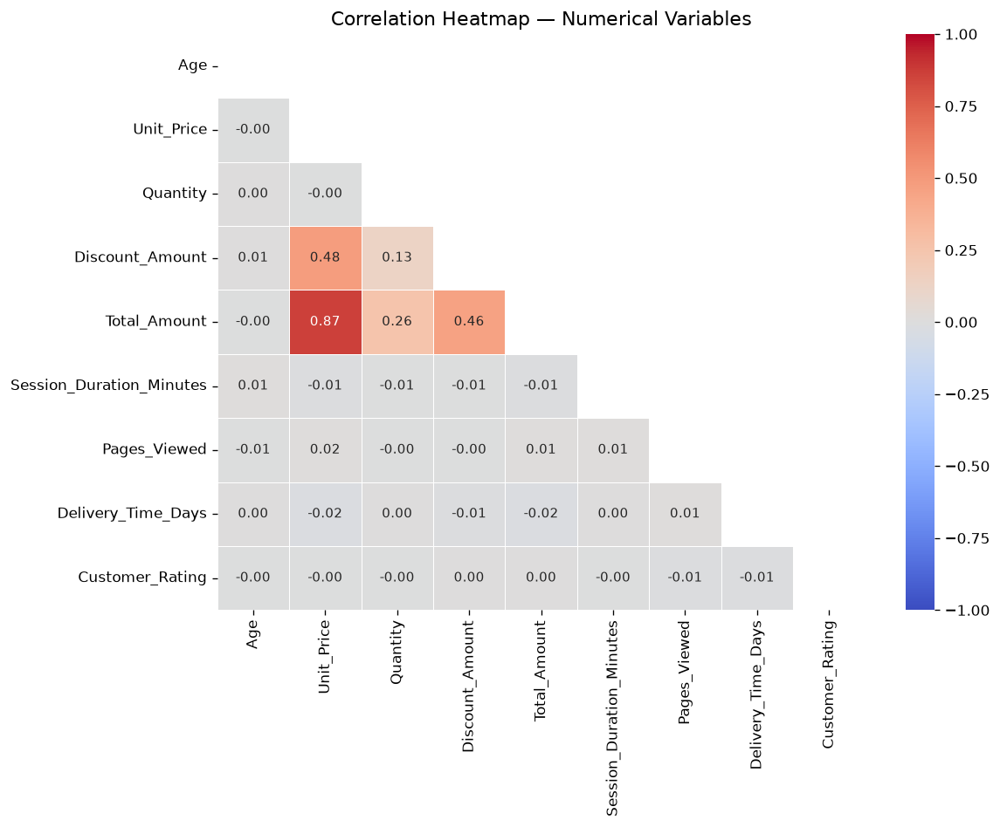 Correlation Heatmap — Numerical Variables
Age
Unit_Price -0.00
Quantity 0.00 -0.00
Discount_Amount 0.01 0.48 0.13
Total_Amount -0.00 0.87 0.26 0.46
Session_Duration_Minutes 0.01 -0.01 -0.01 -0.01 -0.01
Pages_Viewed -0.01 0.02 -0.00 -0.00 0.01 0.01
Delivery_Time_Days 0.00 -0.02 0.00 -0.01 -0.02 0.00 0.01
Customer_Rating -0.00 -0.00 -0.00 0.00 0.00 -0.00 -0.01 -0.01
Age
Unit_Price
Quantity
Discount_Amount
Total_Amount
Session_Duration_Minutes
Pages_Viewed
Delivery_Time_Days
Customer_Rating
1.00
0.75
0.50
0.25
0.00
−0.25
−0.50
−0.75
−1.00